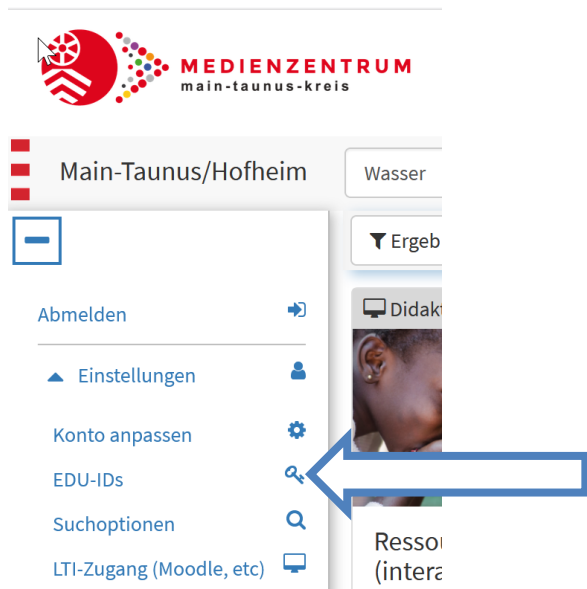 MEDIENZENTRUM
main-taunus-kreis
Main-Taunus/Hofheim
Wasser
Ergeb
Abmelden
Didakt
Einstellungen
Konto anpassen
EDU-IDs
Suchoptionen
LTI-Zugang (Moodle, etc)
Ressou
(intera